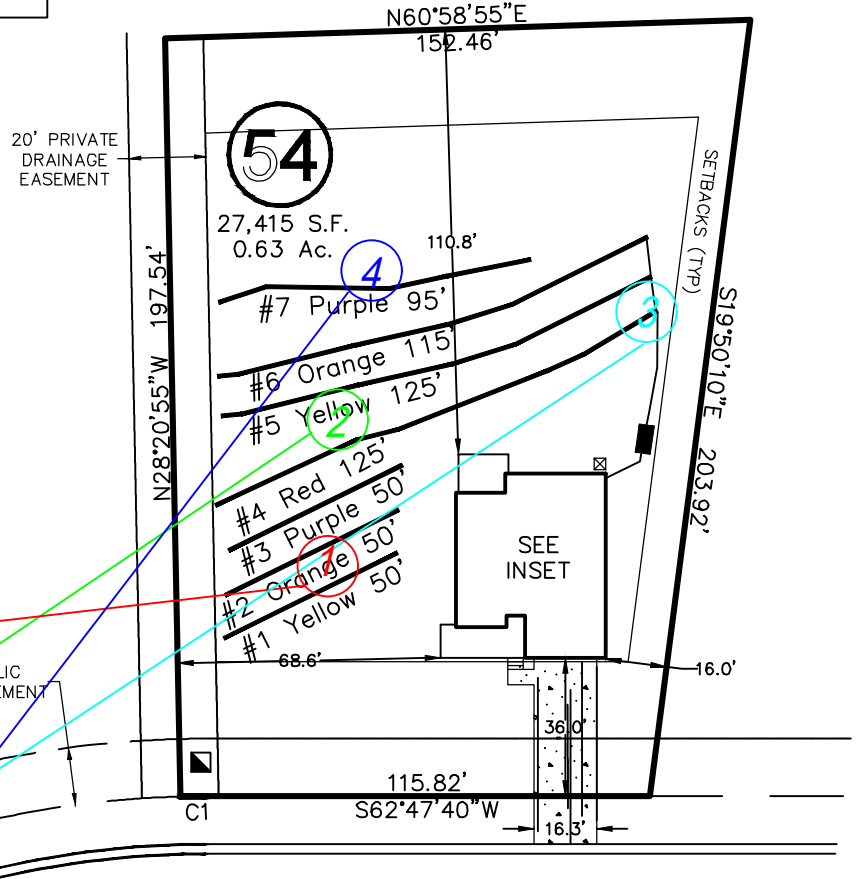 N60°58'55"E
152.46'
20' PRIVATE
DRAINAGE
EASEMENT
54
27,415 S.F.
0.63 Ac.
SETBACKS (TYP)
110.8'
4
#7 Purple 95'
3
N28°20'55"W 197.54'
S19°50'10"E 203.92'
#6 Orange 115'
#5 Yellow 125'
2
#4 Red 125'
#3 Purple 50'
#2 Orange 50'
1
#1 Yellow 50'
SEE
INSET
68.6'
16.0'
LIC
EMENT
36.0'
115.82'
S62°47'40"W
C1
16.3'